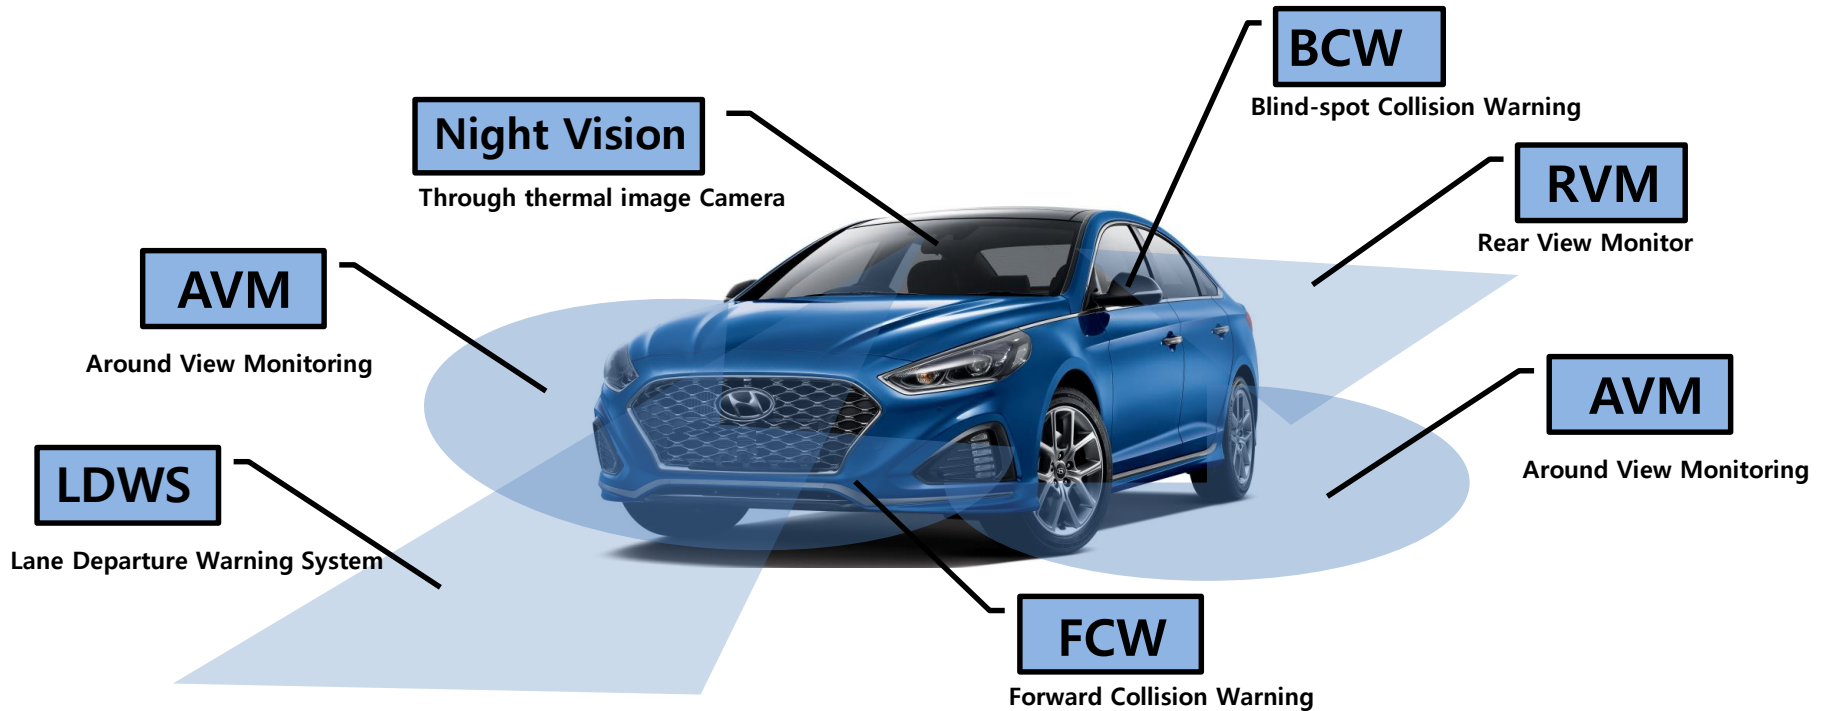 BCW
Blind-spot Collision Warning
Night Vision
Through thermal image Camera
RVM
Rear View Monitor
AVM
Around View Monitoring
AVM
Around View Monitoring
LDWS
Lane Departure Warning System
FCW
Forward Collision Warning